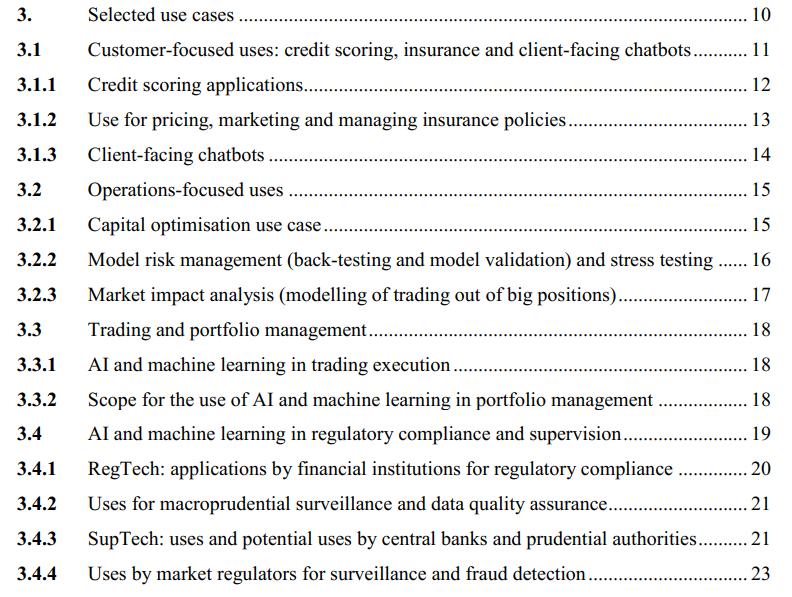 3. Selected use cases ........................................................................................................ 10
3.1 Customer-focused uses: credit scoring, insurance and client-facing chatbots........... 11
3.1.1 Credit scoring applications........................................................................................... 12
3.1.2 Use for pricing, marketing and managing insurance policies..................................... 13
3.1.3 Client-facing chatbots .................................................................................................. 14
3.2 Operations-focused uses .............................................................................................. 15
3.2.1 Capital optimisation use case....................................................................................... 15
3.2.2 Model risk management (back-testing and model validation) and stress testing ...... 16
3.2.3 Market impact analysis (modelling of trading out of big positions)........................... 17
3.3 Trading and portfolio management.............................................................................. 18
3.3.1 AI and machine learning in trading execution ............................................................ 18
3.3.2 Scope for the use of AI and machine learning in portfolio management .................. 18
3.4 AI and machine learning in regulatory compliance and supervision.......................... 19
3.4.1 RegTech: applications by financial institutions for regulatory compliance .............. 20
3.4.2 Uses for macroprudential surveillance and data quality assurance............................. 21
3.4.3 SupTech: uses and potential uses by central banks and prudential authorities.......... 21
3.4.4 Uses by market regulators for surveillance and fraud detection ................................. 23